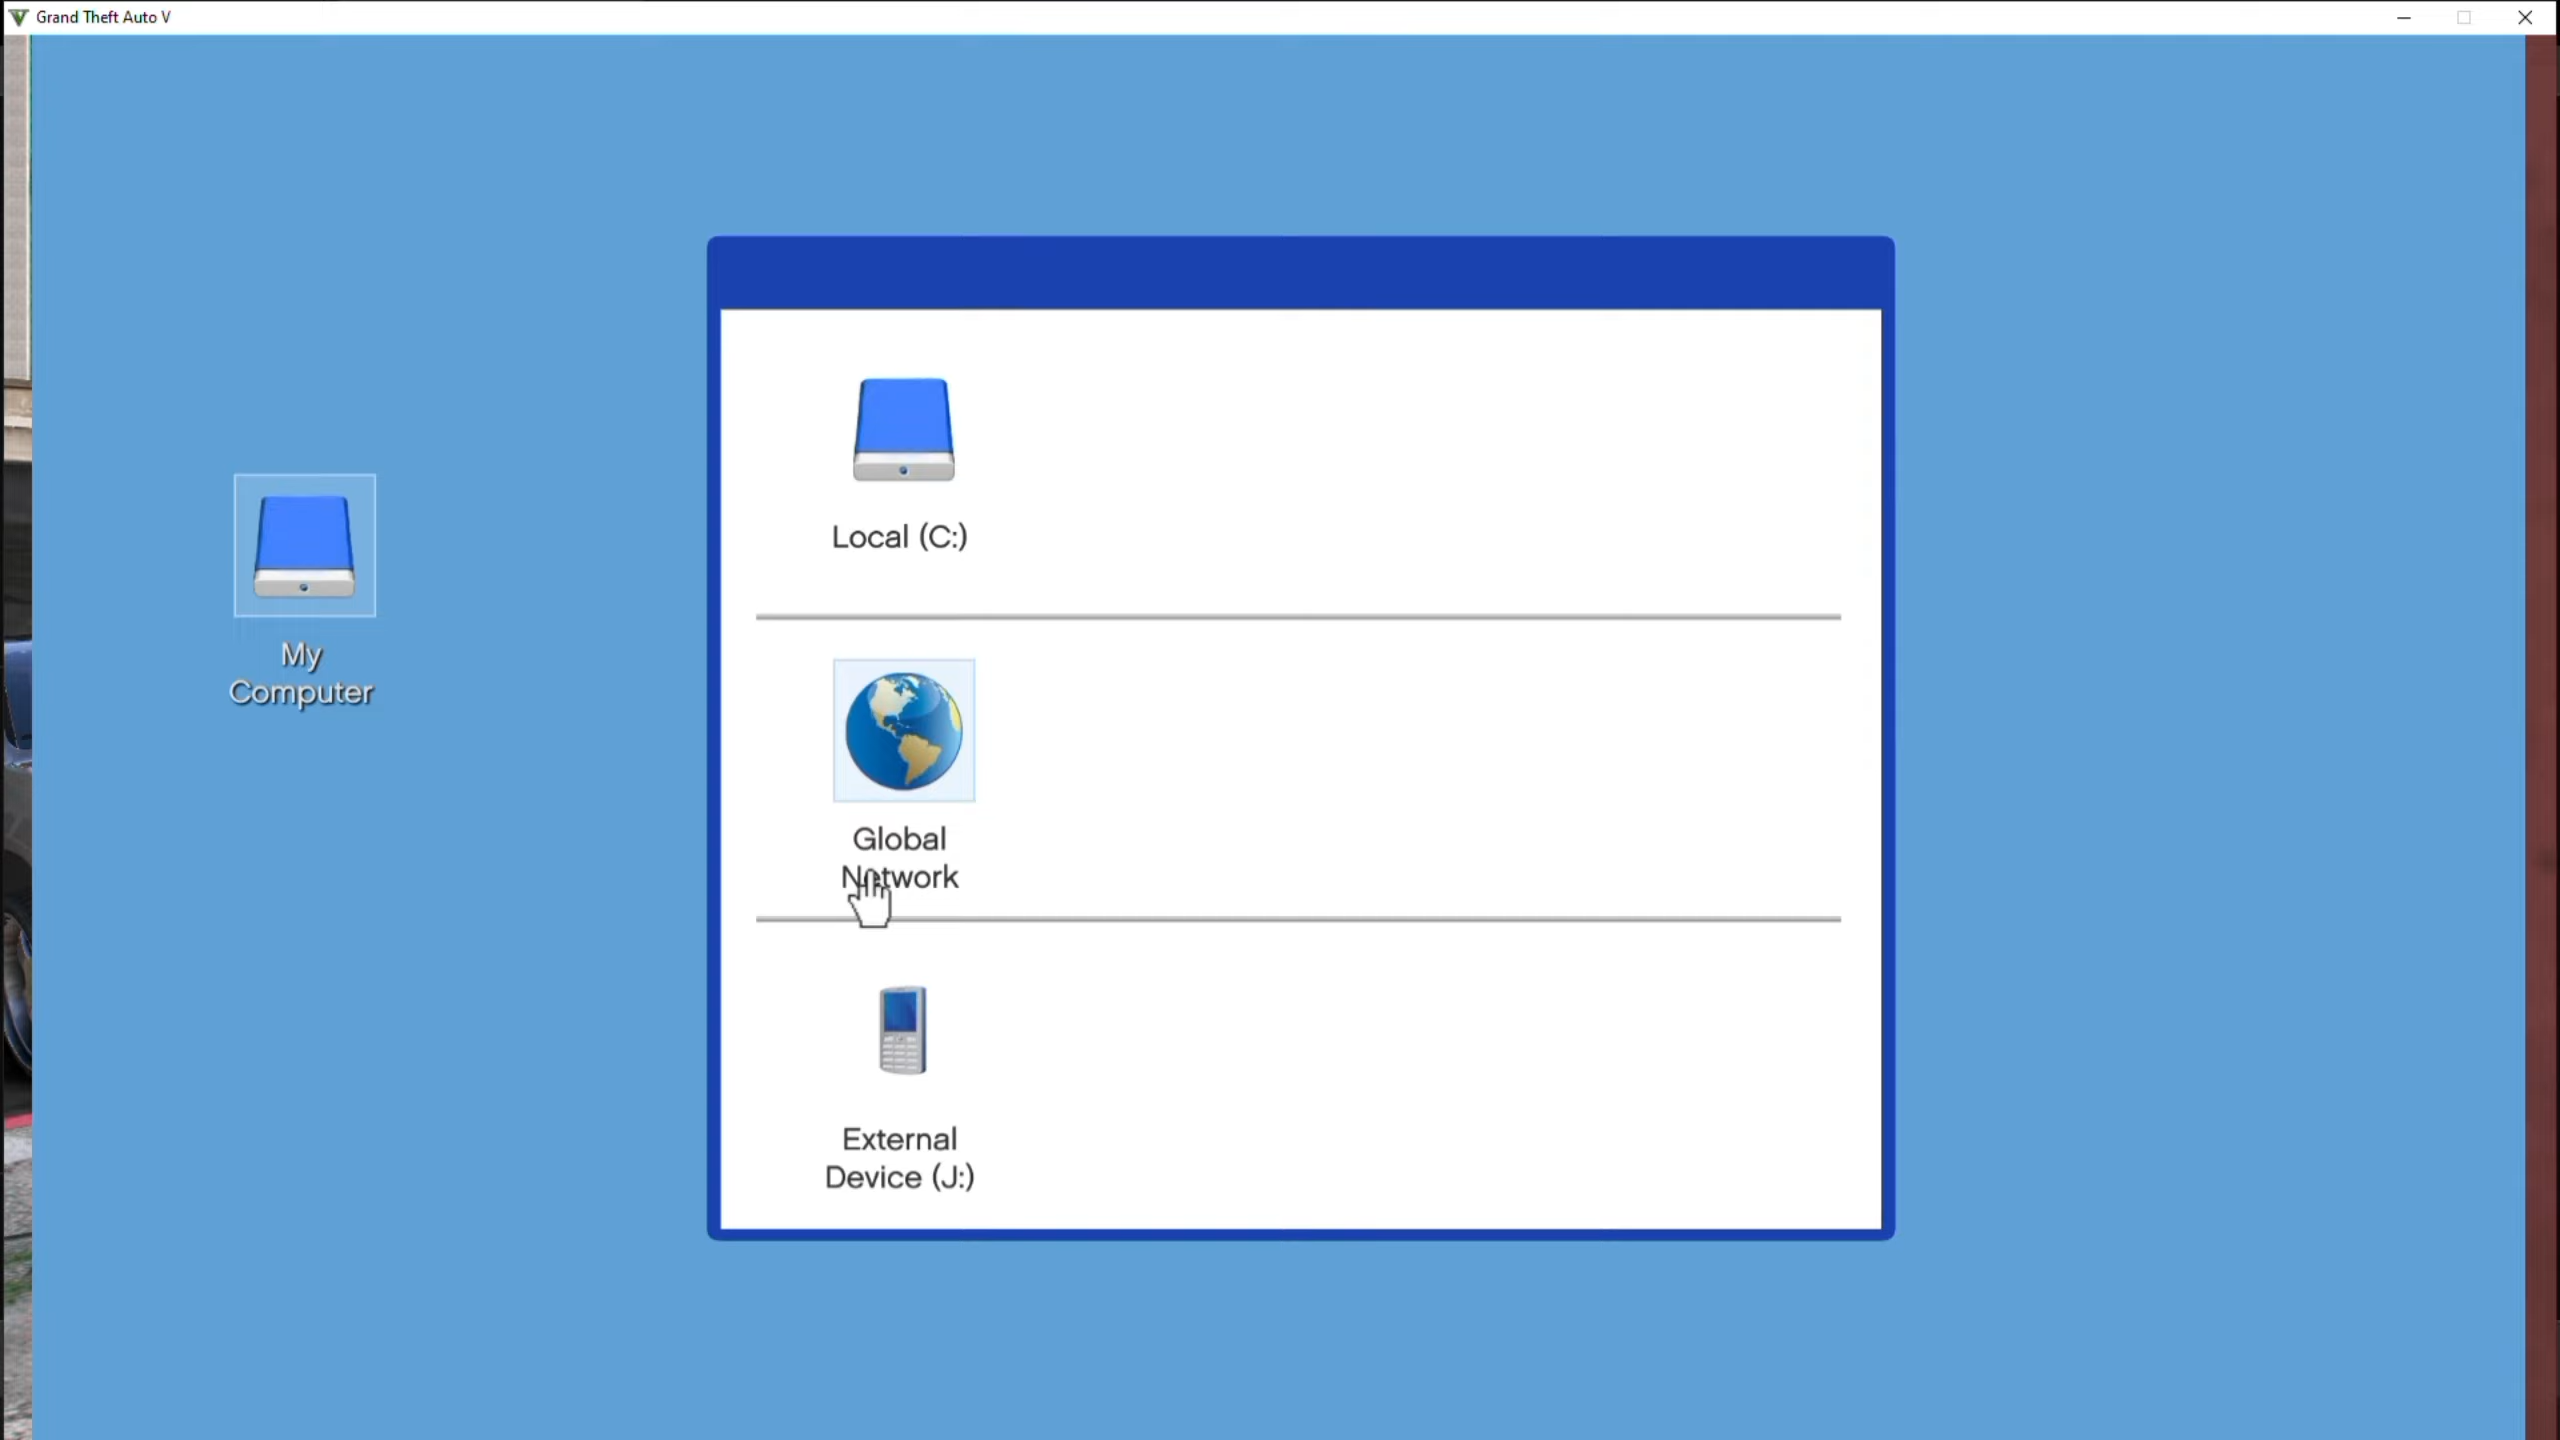 Grand Theft Auto V
My
Computer
Local (C:)
Global
Network
External
Device (J:)